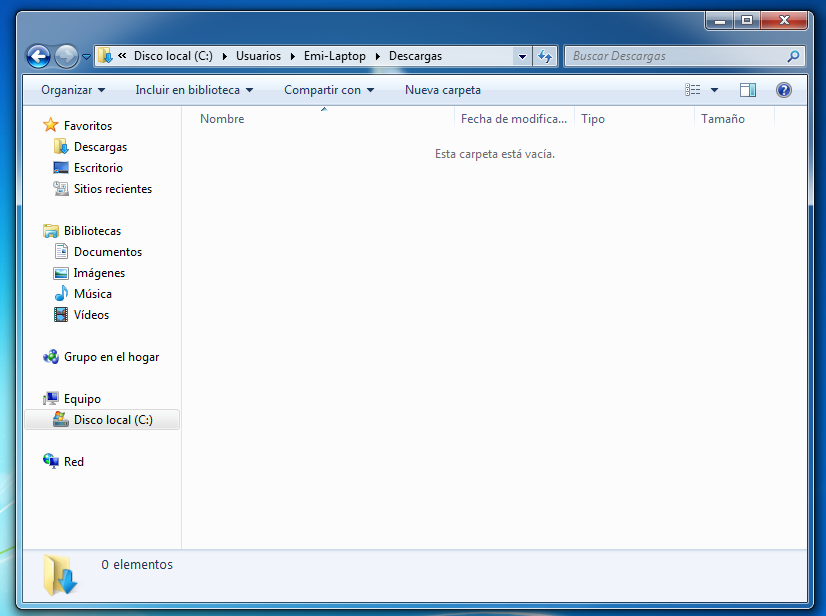 « Disco local (C:) Usuarios Emi-Laptop Descargas Buscar Descargas
Organizar Incluir en biblioteca Compartir con Nueva carpeta
Nombre Fecha de modifica... Tipo Tamaño
Esta carpeta está vacía.
Favoritos
Descargas
Escritorio
Sitios recientes
Bibliotecas
Documentos
Imágenes
Música
Vídeos
Grupo en el hogar
Equipo
Disco local (C:)
Red
0 elementos